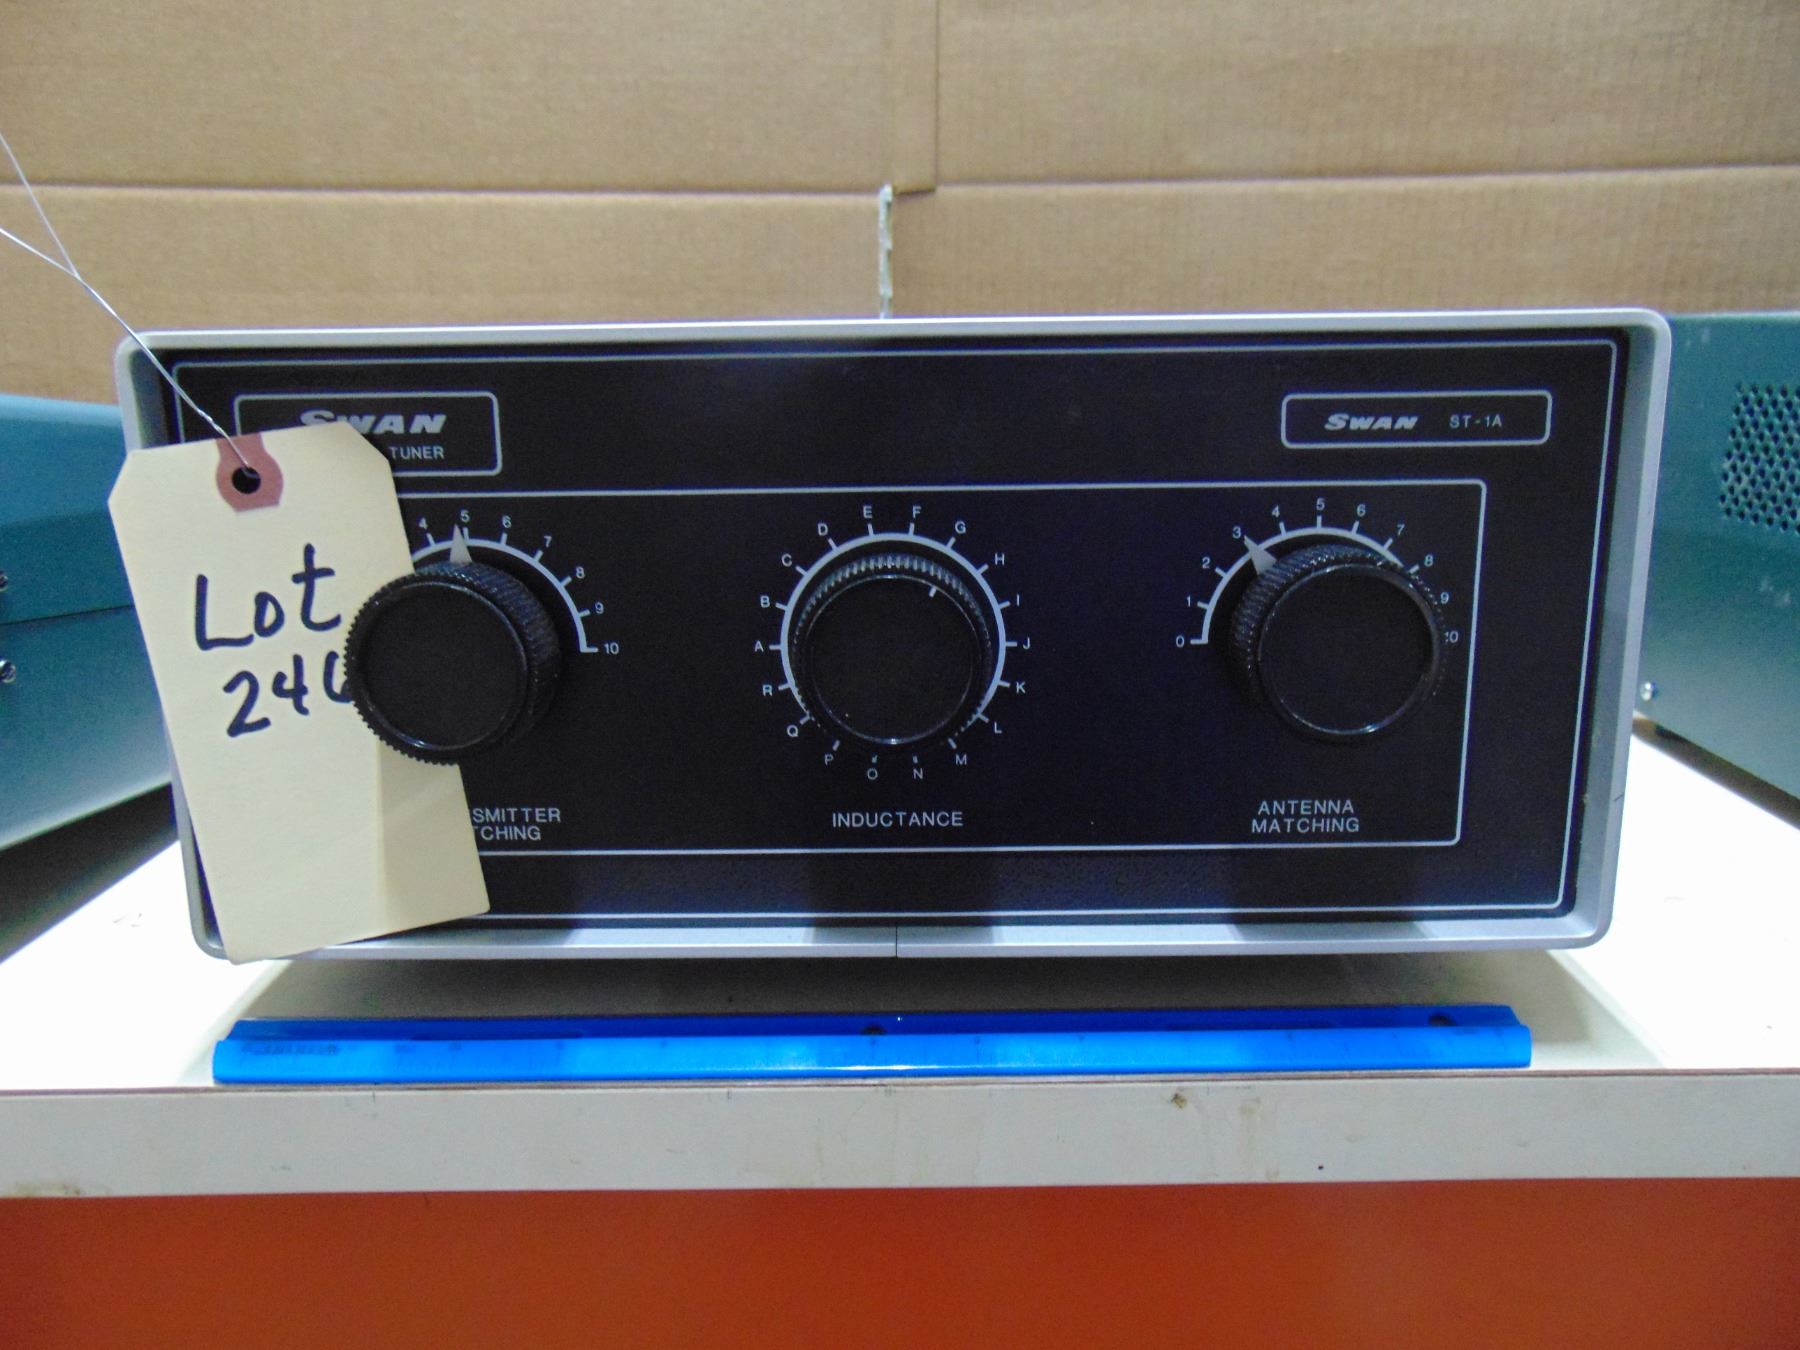 SWAN
TUNER
SWAN ST-1A
4 5 6 7 8 9 10
A B C D E F G H I J K L M N O P Q R
0 1 2 3 4 5 6 7 8 9 10
SMITTER
TCHING
INDUCTANCE
ANTENNA
MATCHING
Lot